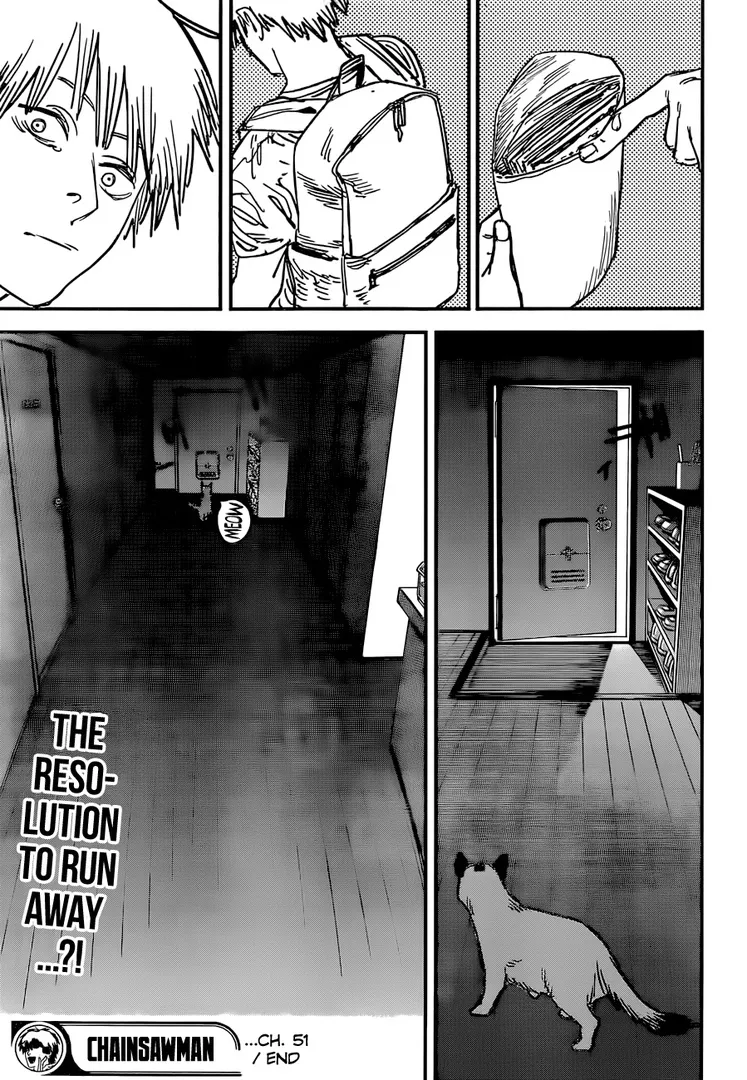 MEOW
THE
RESO-
LUTION
TO RUN
AWAY
...?!
CHAINSAWMAN
...CH. 51
/ END